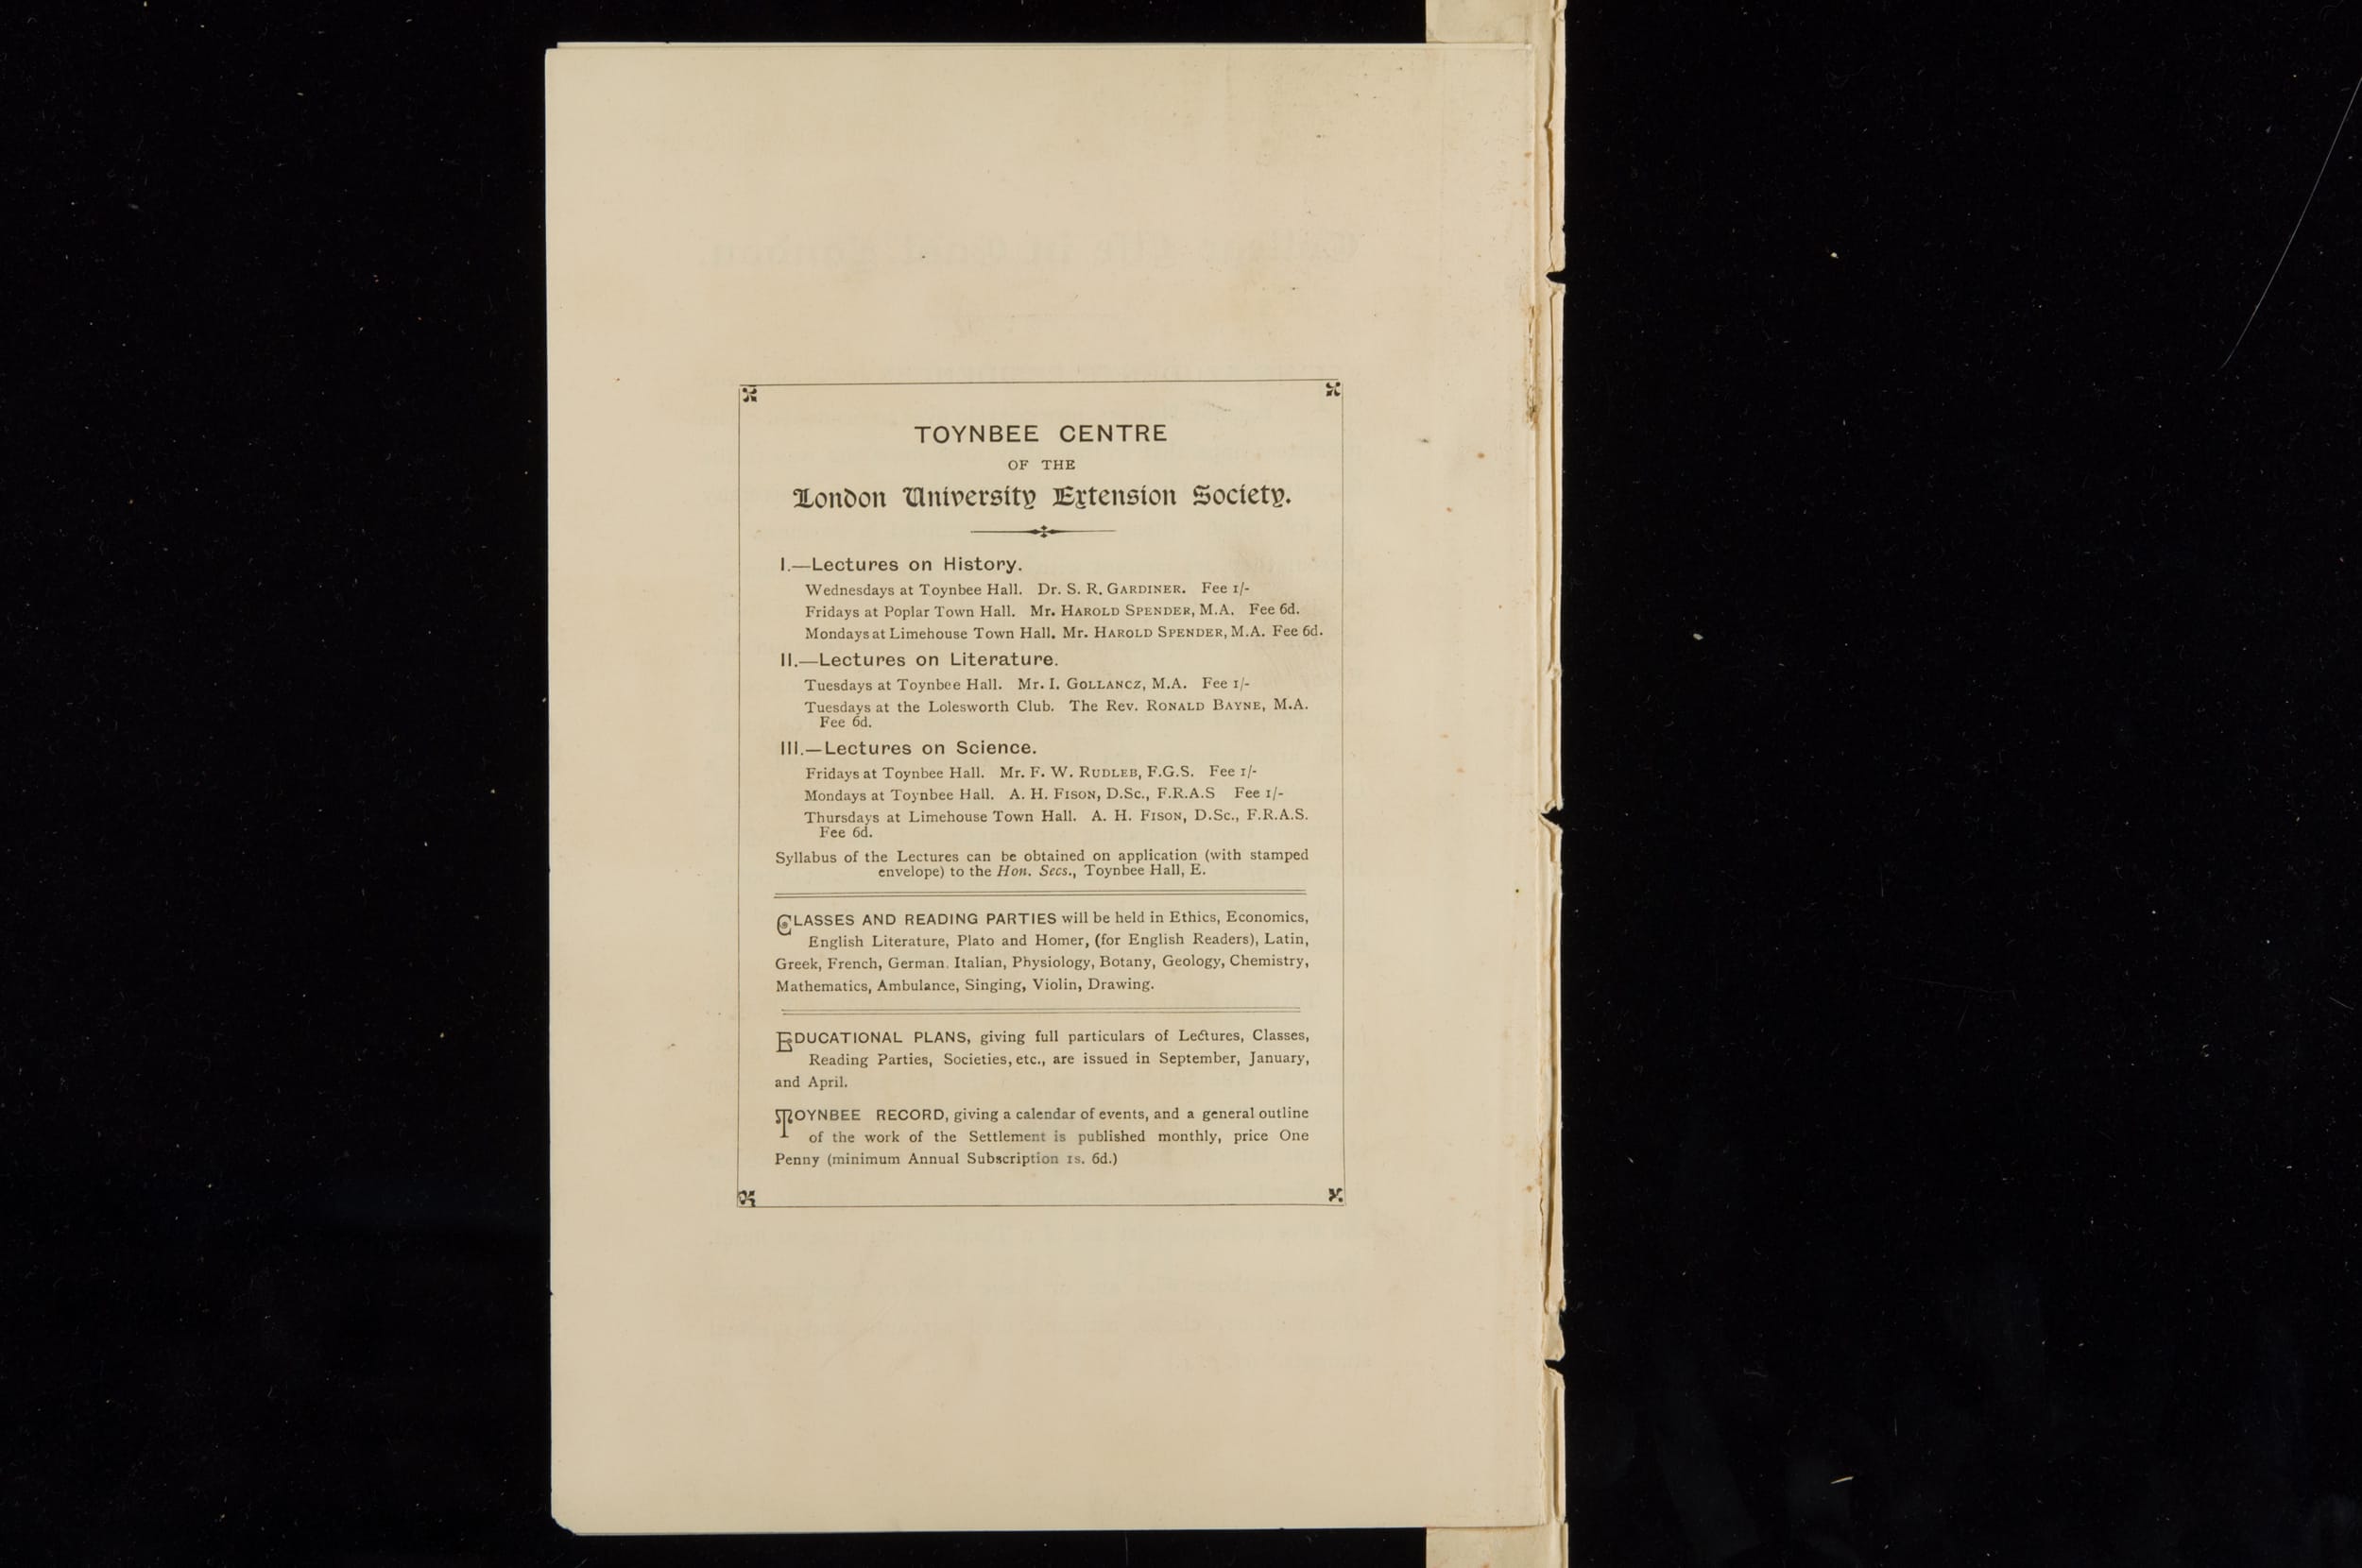 TOYNBEE CENTRE
OF THE
London University Extension Society.
I.—Lectures on History.
Wednesdays at Toynbee Hall. Dr. S. R. GARDINER. Fee 1/-
Fridays at Poplar Town Hall. Mr. HAROLD SPENDER, M.A. Fee 6d.
Mondays at Limehouse Town Hall. Mr. HAROLD SPENDER, M.A. Fee 6d.
II.—Lectures on Literature.
Tuesdays at Toynbee Hall. Mr. I. GOLLANCZ, M.A. Fee 1/-
Tuesdays at the Lolesworth Club. The Rev. RONALD BAYNE, M.A.
Fee 6d.
III.—Lectures on Science.
Fridays at Toynbee Hall. Mr. F. W. RUDLEB, F.G.S. Fee 1/-
Mondays at Toynbee Hall. A. H. FISON, D.Sc., F.R.A.S Fee 1/-
Thursdays at Limehouse Town Hall. A. H. FISON, D.Sc., F.R.A.S.
Fee 6d.
Syllabus of the Lectures can be obtained on application (with stamped
envelope) to the Hon. Secs., Toynbee Hall, E.
CLASSES AND READING PARTIES will be held in Ethics, Economics,
English Literature, Plato and Homer, (for English Readers), Latin,
Greek, French, German. Italian, Physiology, Botany, Geology, Chemistry,
Mathematics, Ambulance, Singing, Violin, Drawing.
EDUCATIONAL PLANS, giving full particulars of Lectures, Classes,
Reading Parties, Societies, etc., are issued in September, January,
and April.
TOYNBEE RECORD, giving a calendar of events, and a general outline
of the work of the Settlement is published monthly, price One
Penny (minimum Annual Subscription 1s. 6d.)